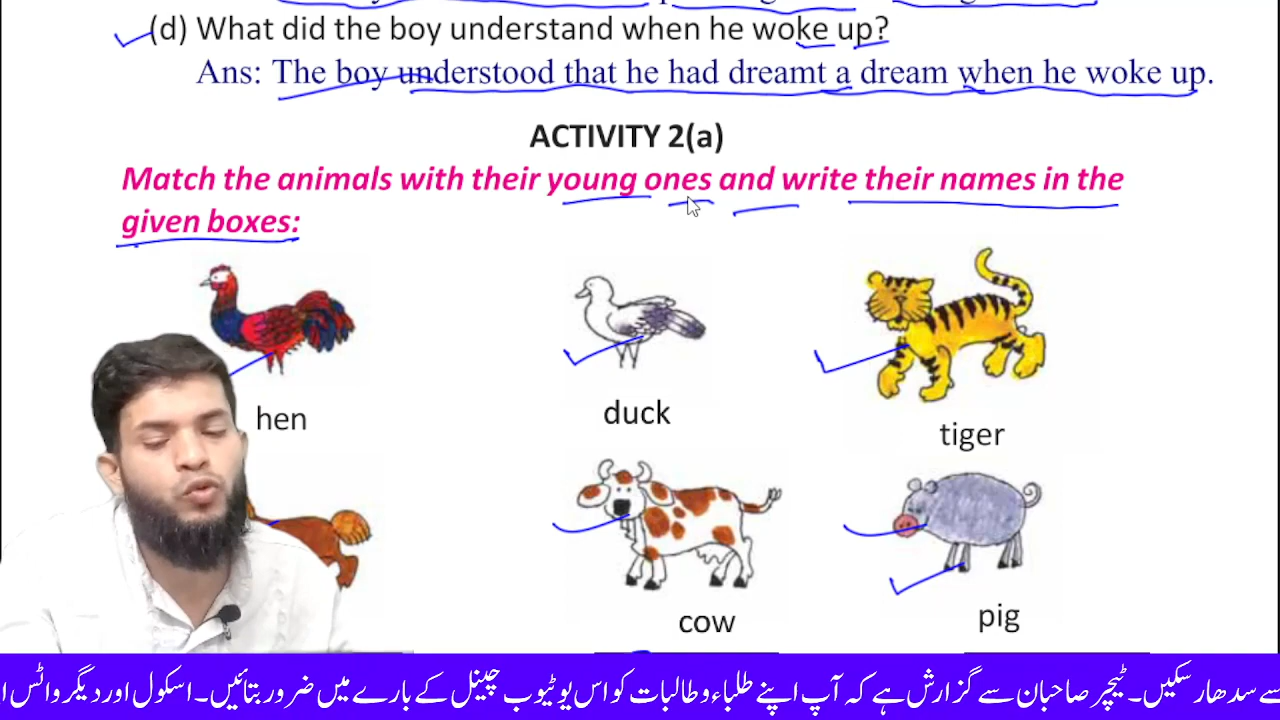 (d) What did the boy understand when he woke up?
Ans: The boy understood that he had dreamt a dream when he woke up.
ACTIVITY 2(a)
Match the animals with their young ones and write their names in the
given boxes:
hen
duck
tiger
cow
pig
سے سدھار سکیں۔ ٹیچر صاحبان سے گزارش ہے کہ آپ اپنے طلباء و طالبات کو اس یوٹیوب چینل کے بارے میں ضرور بتائیں۔ اسکول اور دیگر واٹس ا